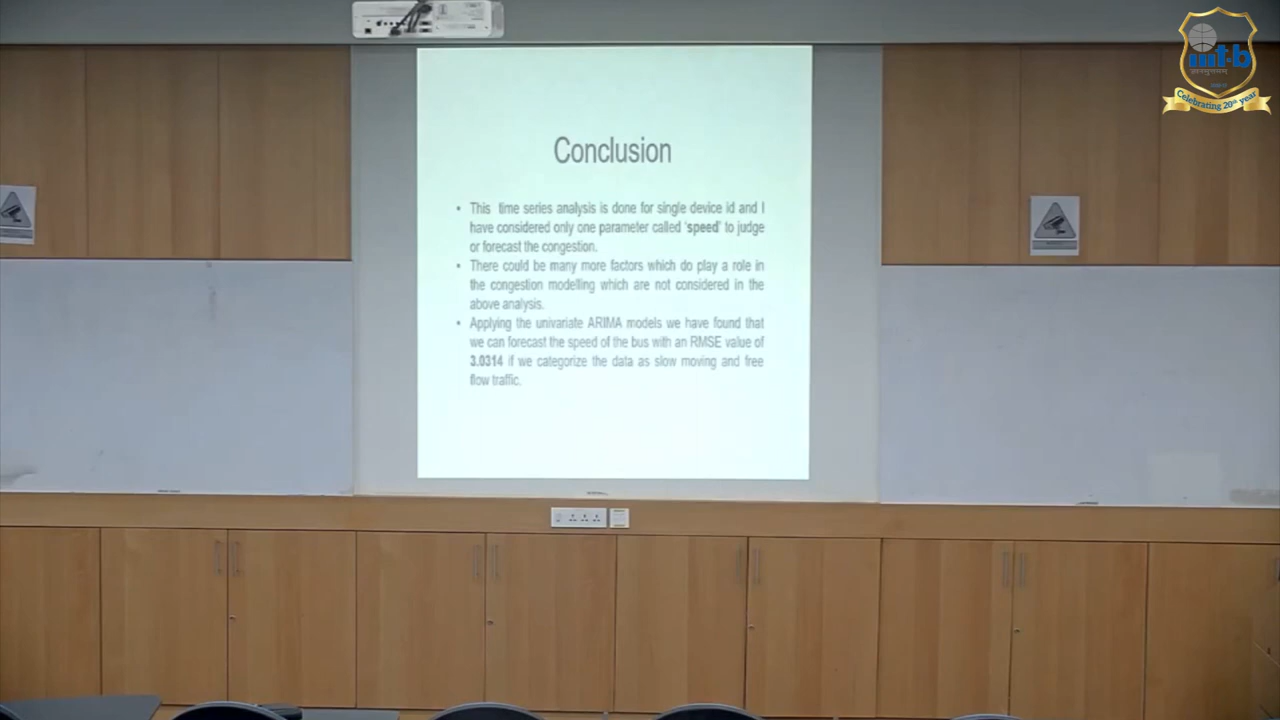 iiit-b
Celebrating 20th year
Conclusion
• This time series analysis is done for single device id and I
have considered only one parameter called 'speed' to judge
or forecast the congestion.
• There could be many more factors which do play a role in
the congestion modelling which are not considered in the
above analysis.
• Applying the univariate ARIMA models we have found that
we can forecast the speed of the bus with an RMSE value of
3.0314 if we categorize the data as slow moving and free
flow traffic.